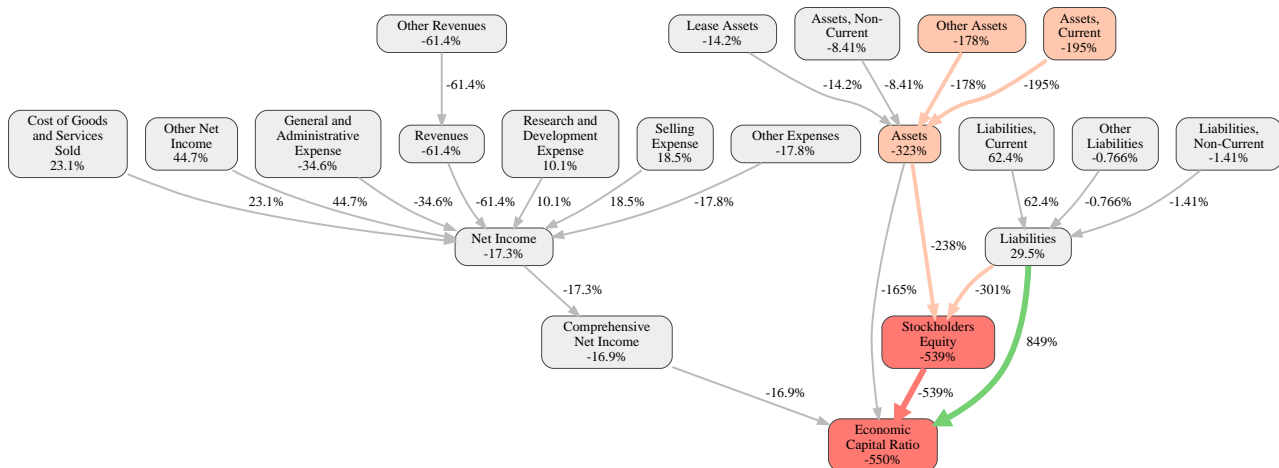 Other Revenues
-61.4%
Lease Assets
-14.2%
Assets, Non-
Current
-8.41%
Other Assets
-178%
Assets,
Current
-195%
-61.4%
-14.2%
-8.41%
-178%
-195%
Cost of Goods
and Services
Sold
23.1%
Other Net
Income
44.7%
General and
Administrative
Expense
-34.6%
Revenues
-61.4%
Research and
Development
Expense
10.1%
Selling
Expense
18.5%
Other Expenses
-17.8%
Assets
-323%
Liabilities,
Current
62.4%
Other
Liabilities
-0.766%
Liabilities,
Non-Current
-1.41%
23.1%
44.7%
-34.6%
-61.4%
10.1%
18.5%
-17.8%
62.4%
-0.766%
-1.41%
Net Income
-17.3%
-238%
Liabilities
29.5%
-17.3%
-165%
-301%
Comprehensive
Net Income
-16.9%
Stockholders
Equity
-539%
849%
-16.9%
-539%
Economic
Capital Ratio
-550%